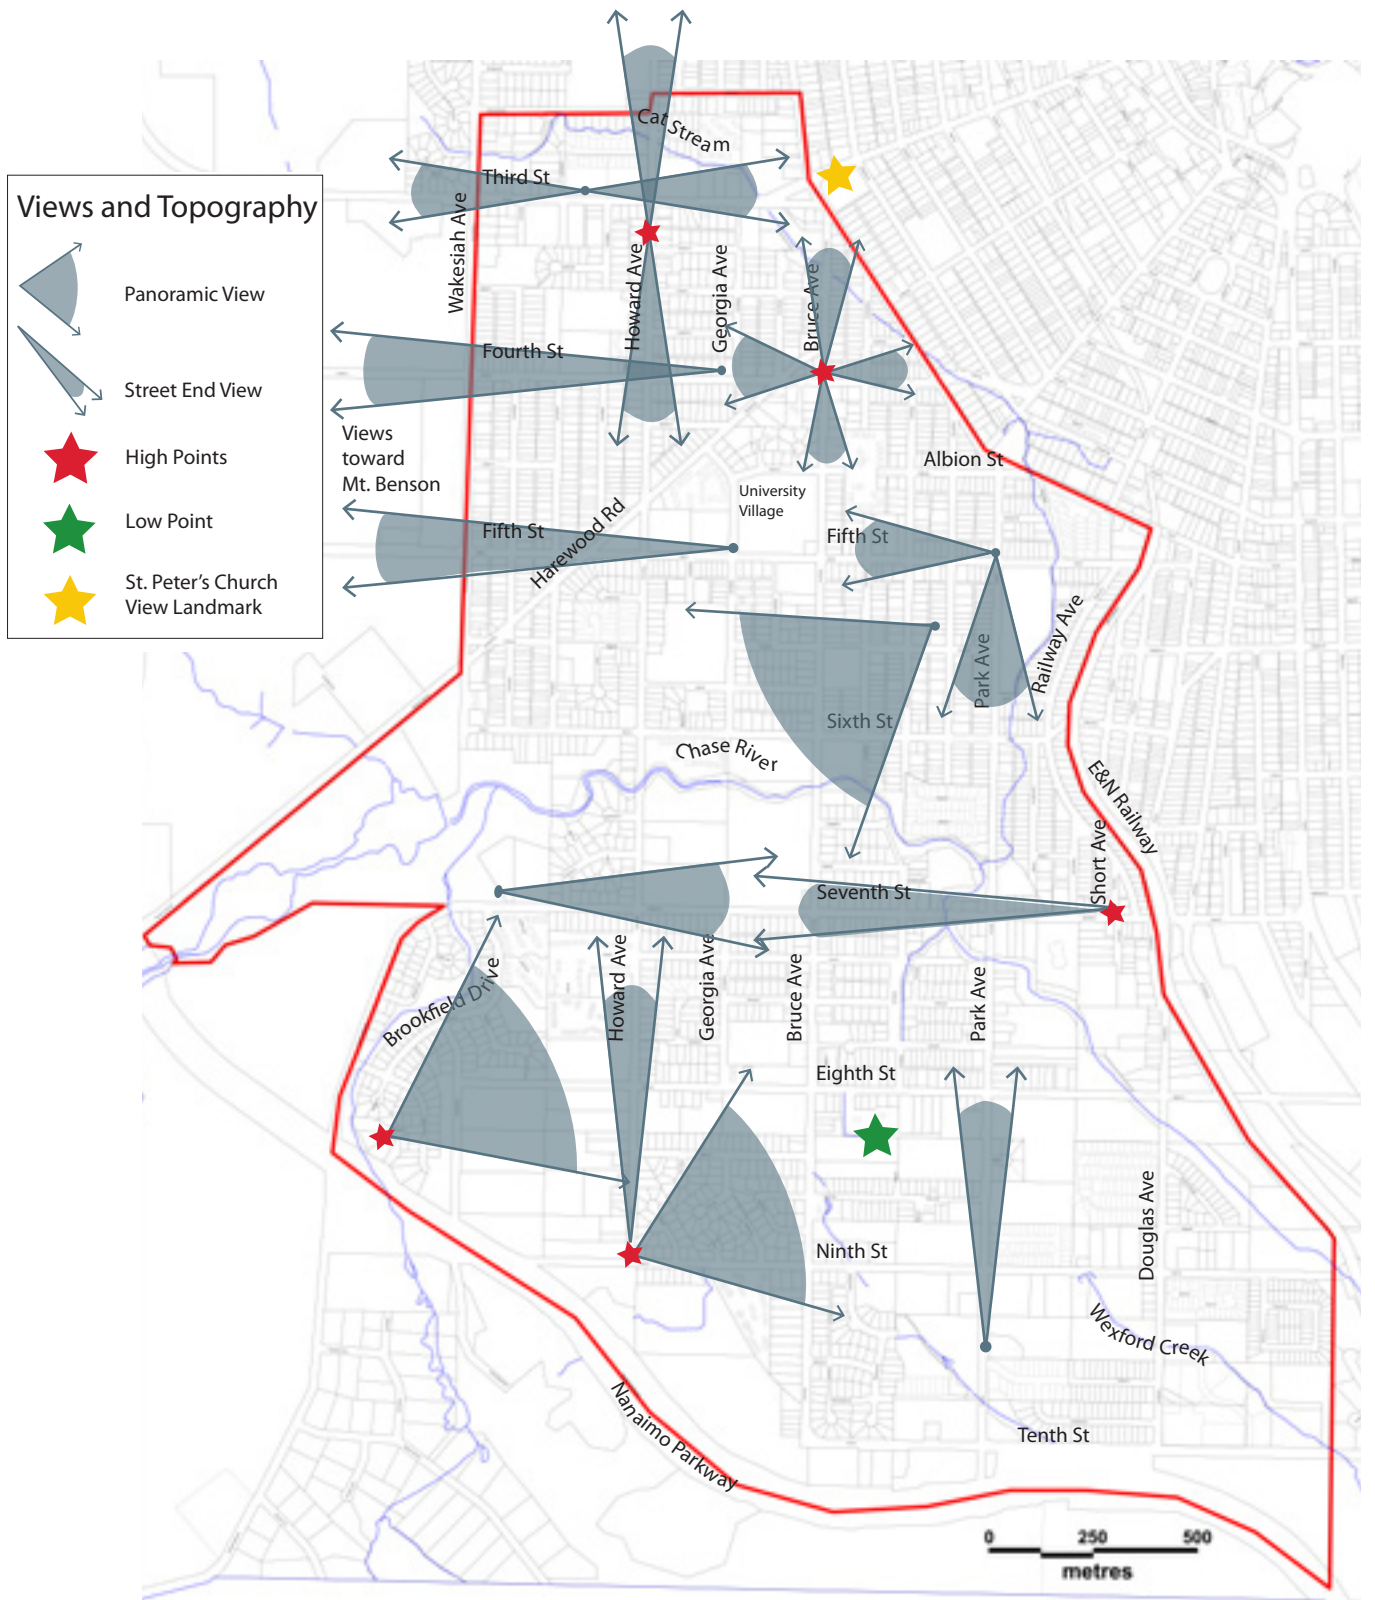 Views and Topography
Panoramic View
Street End View
High Points
Low Point
St. Peter's Church
View Landmark
Cat Stream
Third St
Wakesiah Ave
Howard Ave
Georgia Ave
Bruce Ave
Fourth St
Views
toward
Mt. Benson
Albion St
University
Village
Fifth St
Harewood Rd
Fifth St
Park Ave
Railway Ave
Sixth St
Chase River
E&N Railway
Short Ave
Seventh St
Brookfield Drive
Howard Ave
Georgia Ave
Bruce Ave
Park Ave
Eighth St
Douglas Ave
Ninth St
Wexford Creek
Nanaimo Parkway
Tenth St
0 250 500
metres